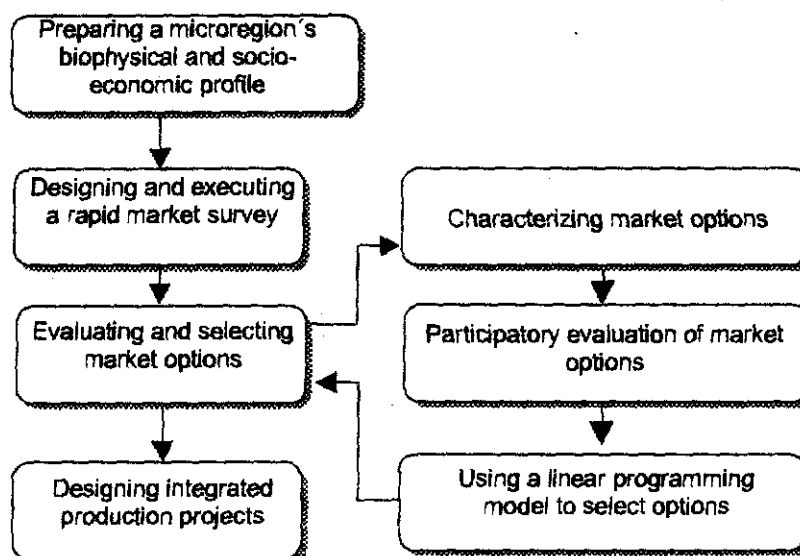 Preparing a microregion´s
biophysical and socio-
economic profile
Designing and executing
a rapid market survey
Evaluating and selecting
market options
Designing integrated
production projects
Characterizing market options
Participatory evaluation of market
options
Using a linear programming
model to select options